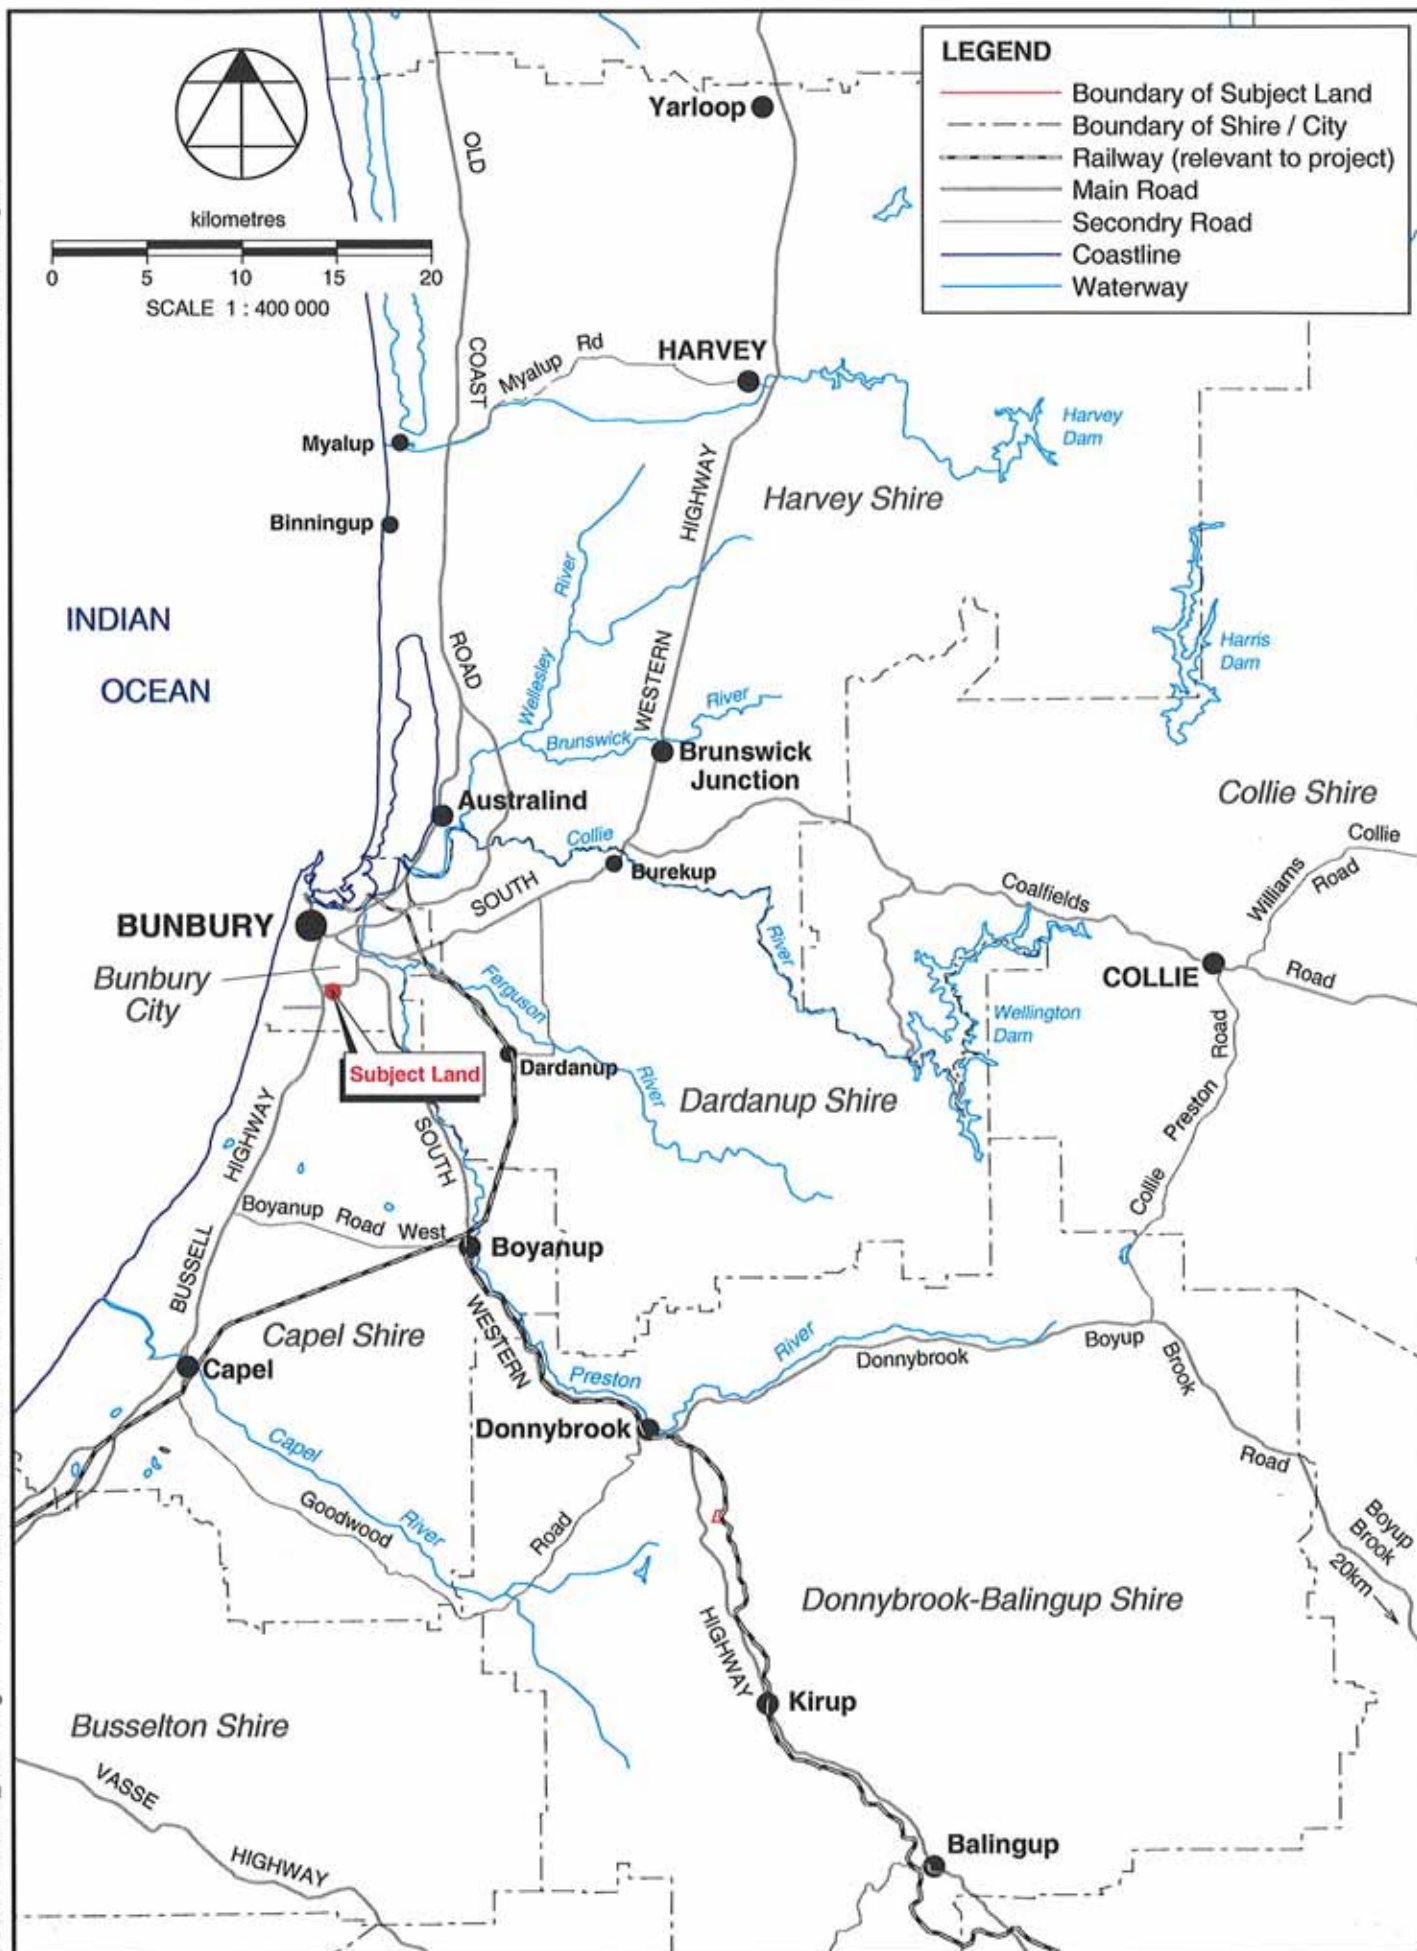 LEGEND
Boundary of Subject Land
Boundary of Shire / City
Railway (relevant to project)
Main Road
Secondry Road
Coastline
Waterway
Yarloop
OLD
kilometres
0 5 10 15 20
SCALE 1 : 400 000
COAST
Myalup Rd
HARVEY
Harvey
Dam
Myalup
HIGHWAY
Harvey Shire
Binningup
River
INDIAN
OCEAN
ROAD
WESTERN
Harris
Dam
Wellesley
River
Brunswick
Brunswick
Junction
Collie Shire
Australind
Collie
Collie
Burekup
Williams
Road
SOUTH
Coalfields
BUNBURY
River
COLLIE
Road
Bunbury
City
Ferguson
Wellington
Dam
Road
Subject Land
Dardanup
River
Dardanup Shire
Preston
HIGHWAY
SOUTH
Collie
Boyanup Road West
Boyanup
BUSSELL
WESTERN
Capel Shire
River
Donnybrook
Boyup
Brook
Capel
Preston
Donnybrook
Road
Capel
River
Goodwood
Road
Boyup
Brook
20km
Donnybrook-Balingup Shire
HIGHWAY
Kirup
Busselton Shire
VASSE
HIGHWAY
Balingup